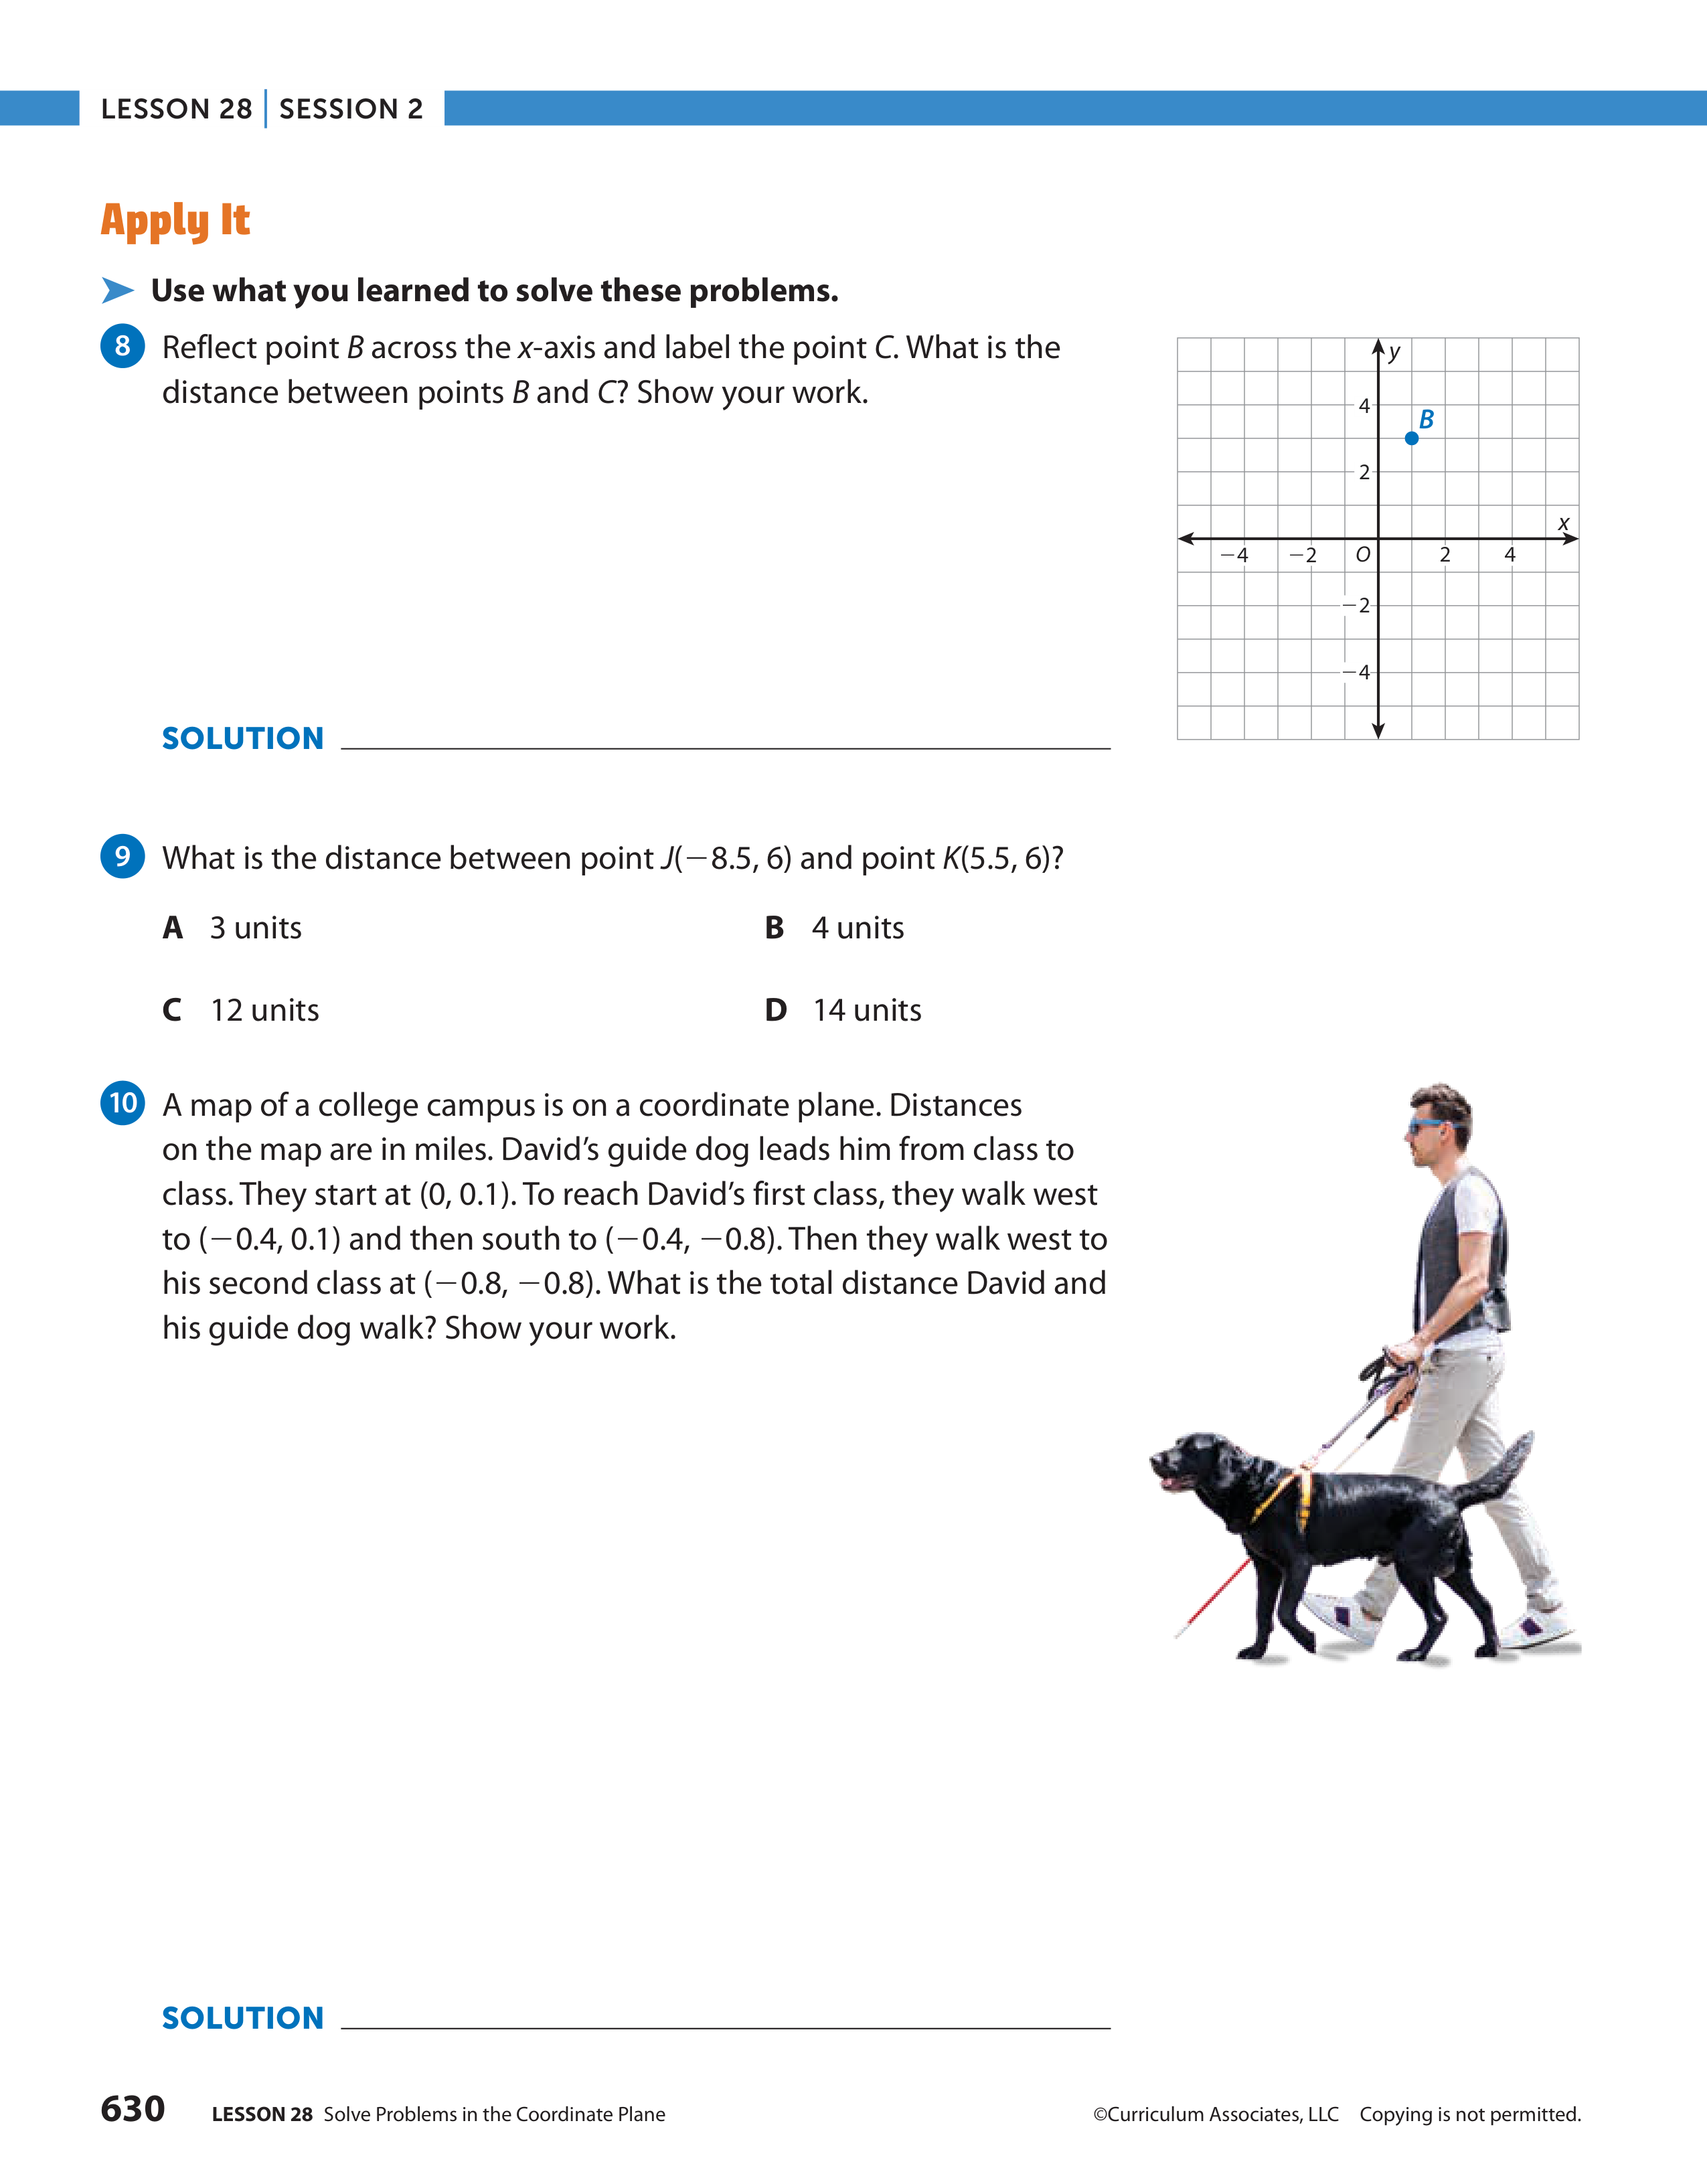 LESSON 28 | SESSION 2
Apply It
Use what you learned to solve these problems.
8 Reflect point B across the x-axis and label the point C. What is the
distance between points B and C? Show your work.
y
4
B
2
x
−4 −2 O 2 4
−2
−4
SOLUTION
9 What is the distance between point J(−8.5, 6) and point K(5.5, 6)?
A 3 units B 4 units
C 12 units D 14 units
10 A map of a college campus is on a coordinate plane. Distances
on the map are in miles. David’s guide dog leads him from class to
class. They start at (0, 0.1). To reach David’s first class, they walk west
to (−0.4, 0.1) and then south to (−0.4, −0.8). Then they walk west to
his second class at (−0.8, −0.8). What is the total distance David and
his guide dog walk? Show your work.
SOLUTION
630 LESSON 28 Solve Problems in the Coordinate Plane ©Curriculum Associates, LLC Copying is not permitted.